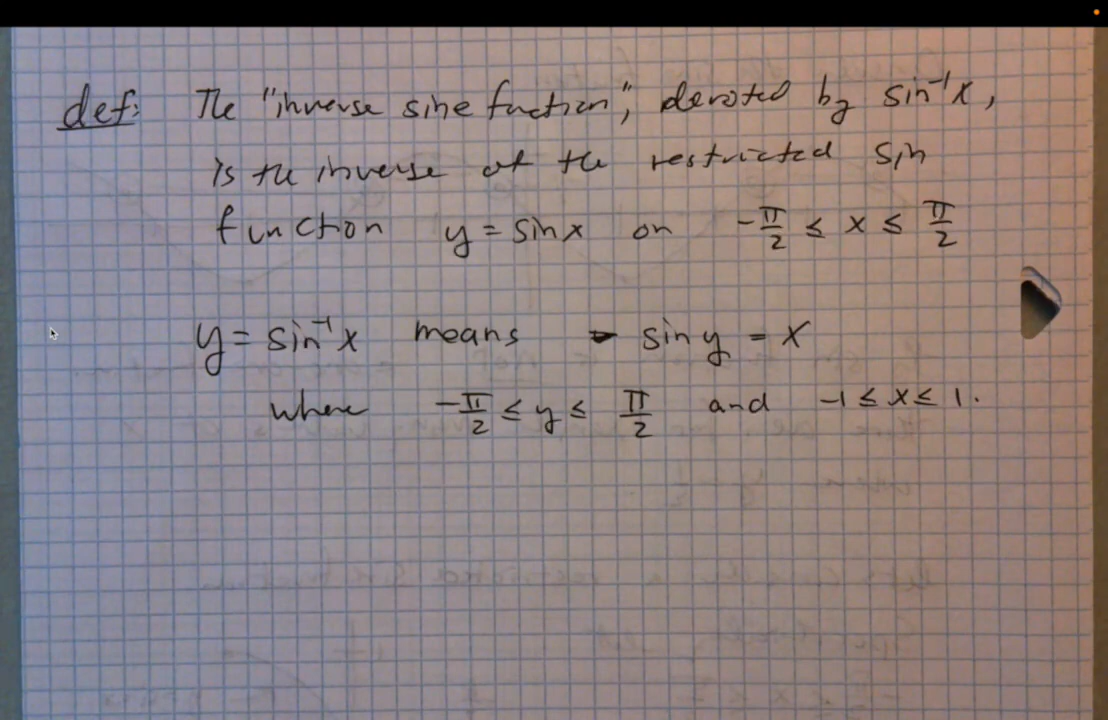 def: The "inverse sine function", denoted by sin⁻¹x,
is the inverse of the restricted sin
function y = sin x on -π/2 ≤ x ≤ π/2
y = sin⁻¹x means sin y = x
where -π/2 ≤ y ≤ π/2 and -1 ≤ x ≤ 1.